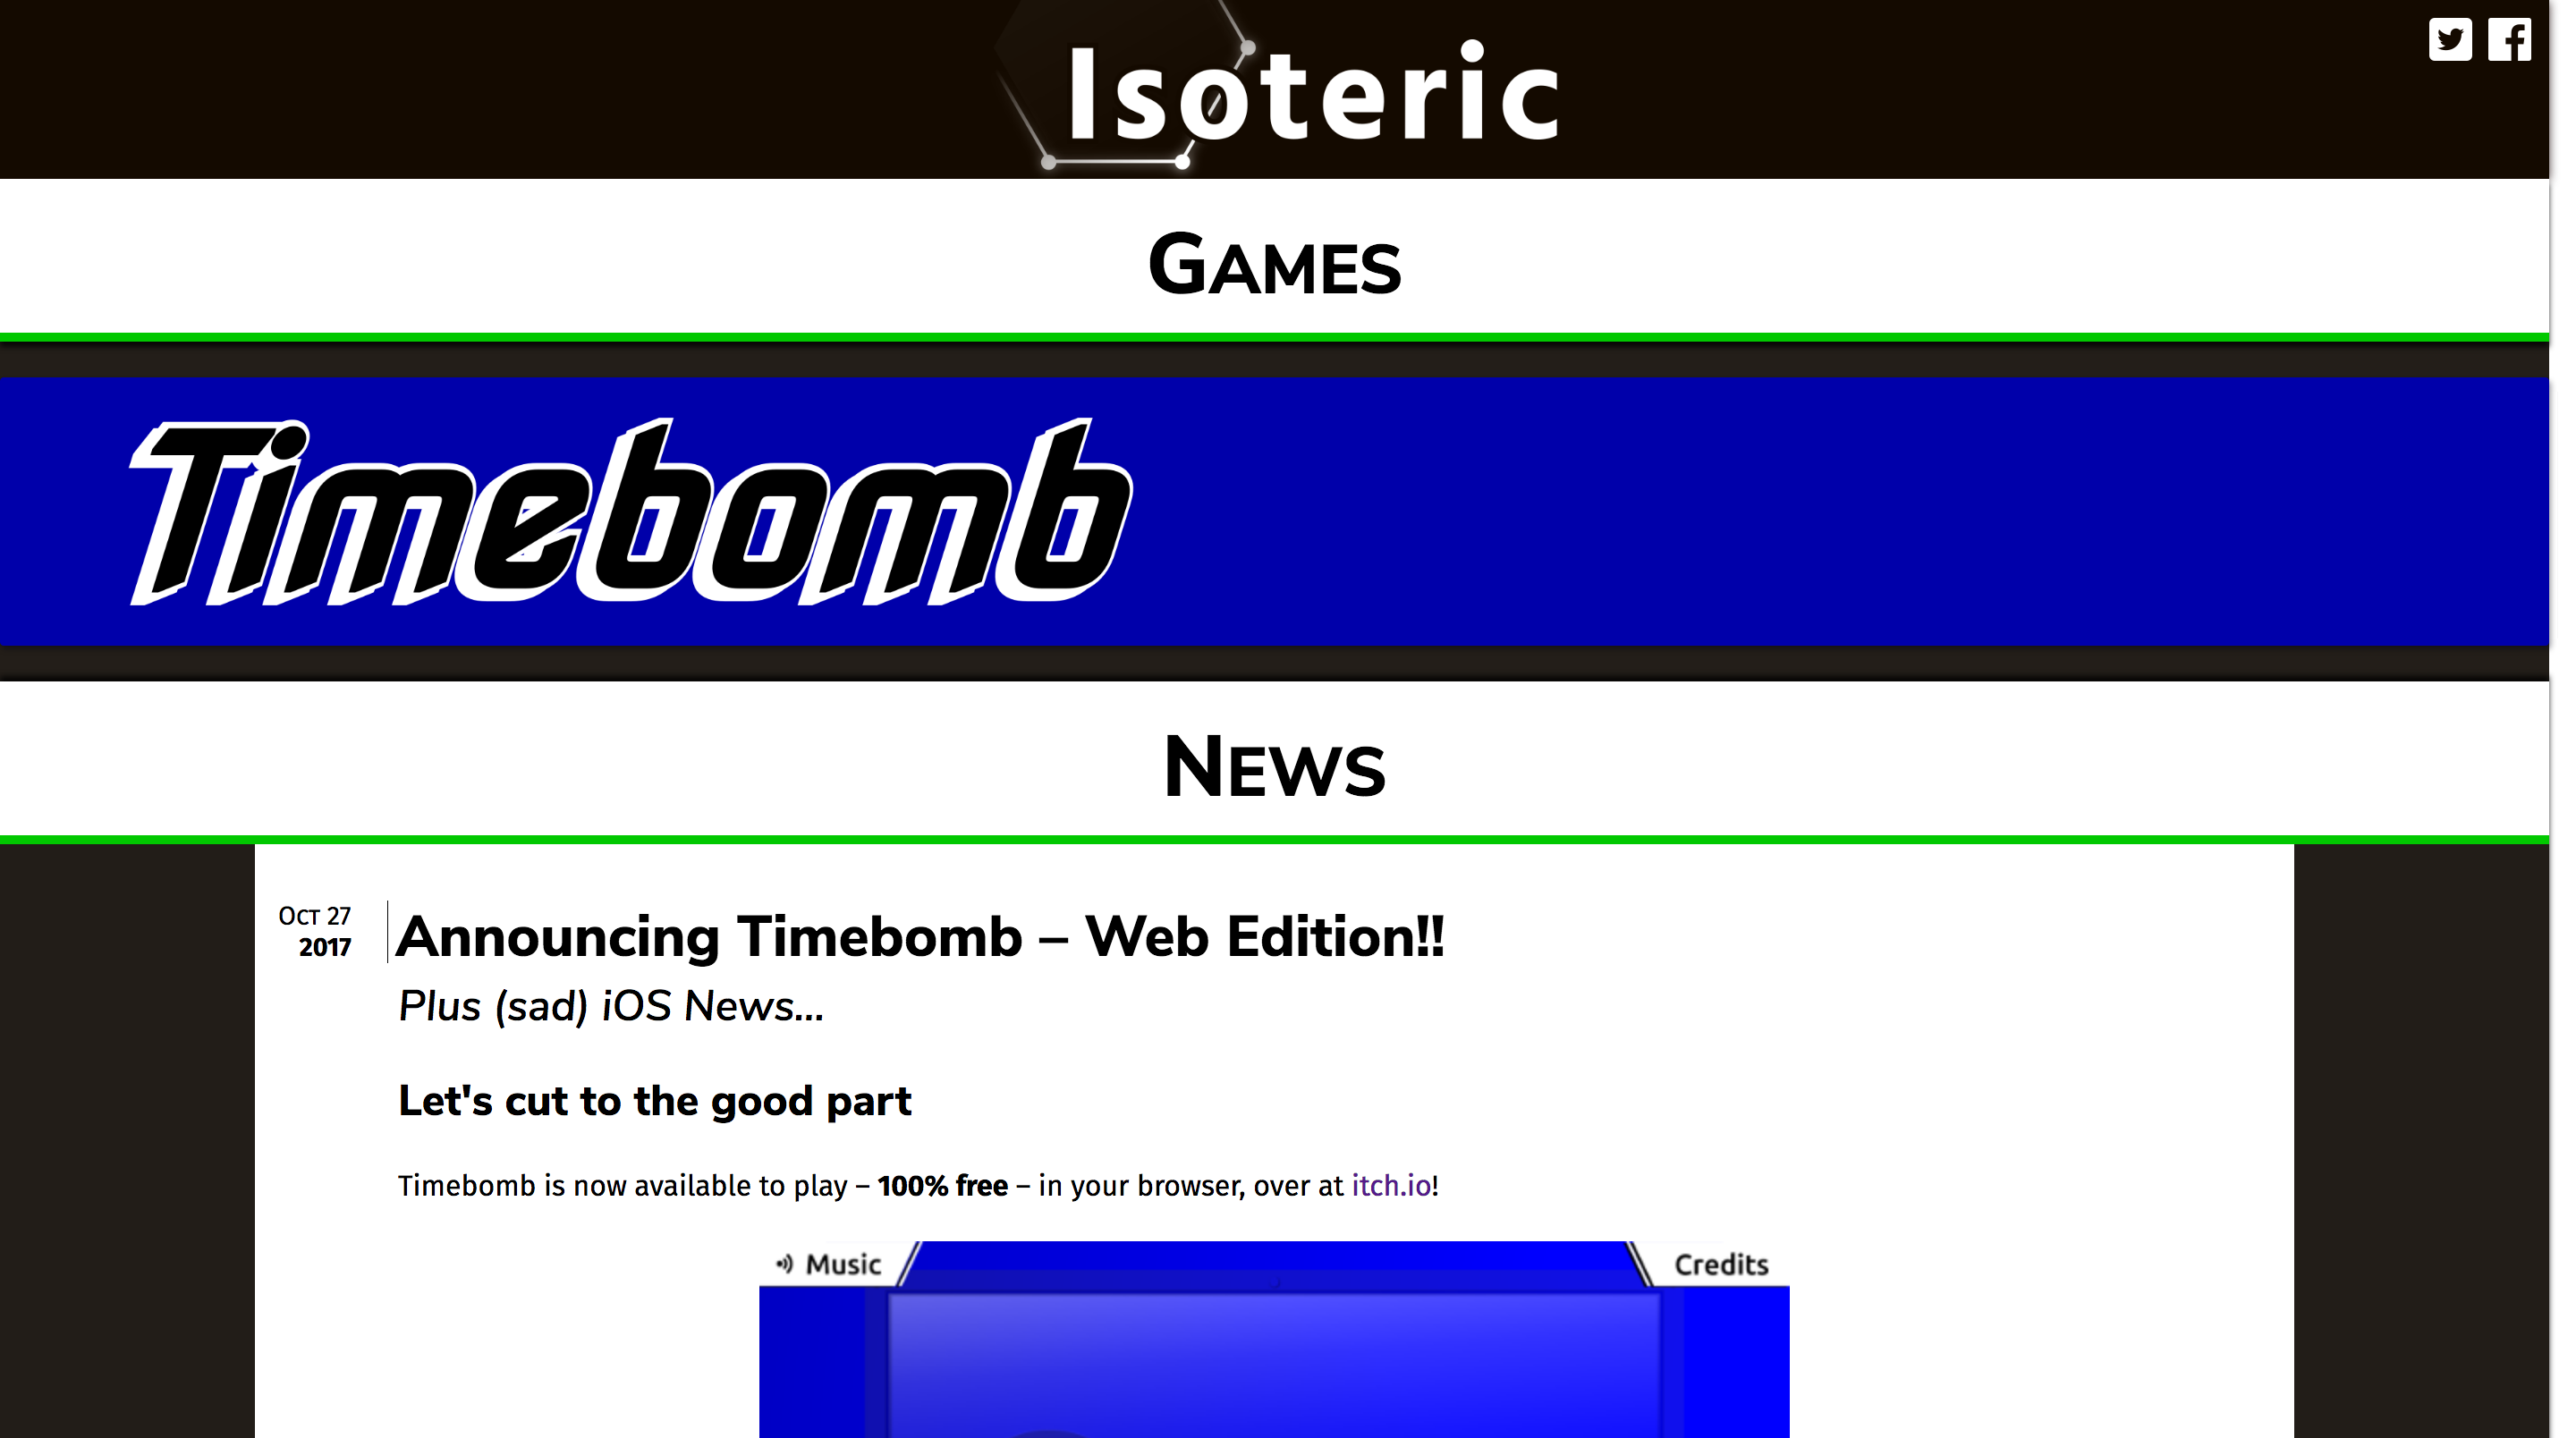 Isoteric
Games
Timebomb
News
Oct 27
2017
Announcing Timebomb – Web Edition!!
Plus (sad) iOS News...
Let's cut to the good part
Timebomb is now available to play – 100% free – in your browser, over at itch.io!
Music
Credits